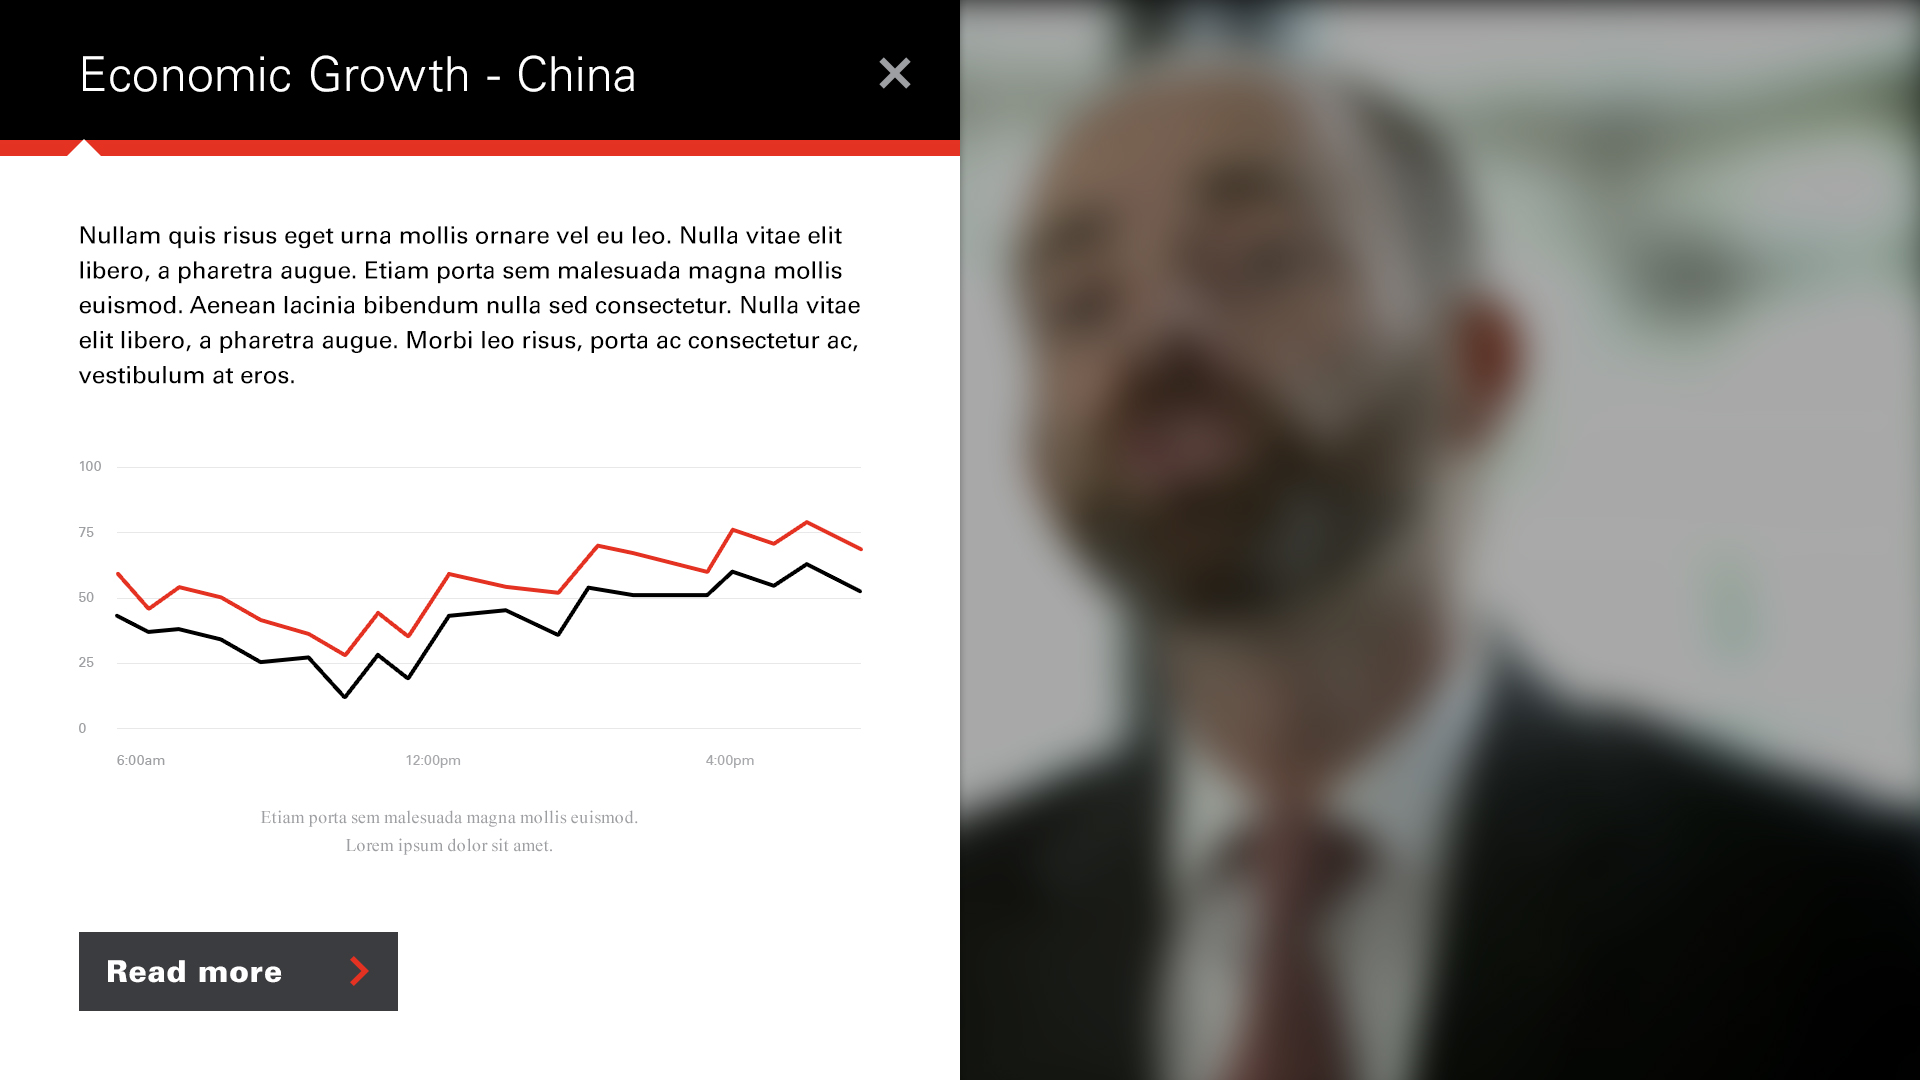 Economic Growth - China
Nullam quis risus eget urna mollis ornare vel eu leo. Nulla vitae elit
libero, a pharetra augue. Etiam porta sem malesuada magna mollis
euismod. Aenean lacinia bibendum nulla sed consectetur. Nulla vitae
elit libero, a pharetra augue. Morbi leo risus, porta ac consectetur ac,
vestibulum at eros.
100
75
50
25
0
6:00am 12:00pm 4:00pm
Etiam porta sem malesuada magna mollis euismod.
Lorem ipsum dolor sit amet.
Read more